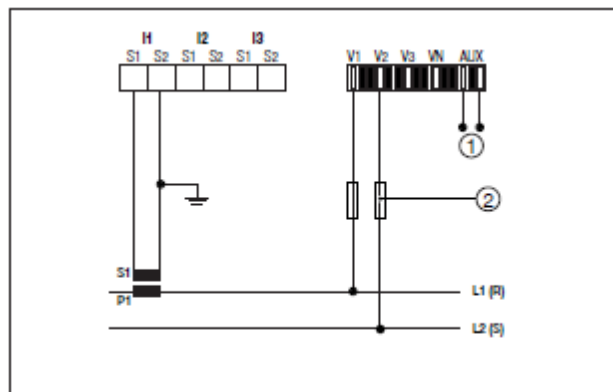 I1 I2 I3
S1 S2 S1 S2 S1 S2
V1 V2 V3 VN AUX
1
2
S1
P1
L1 (R)
L2 (S)